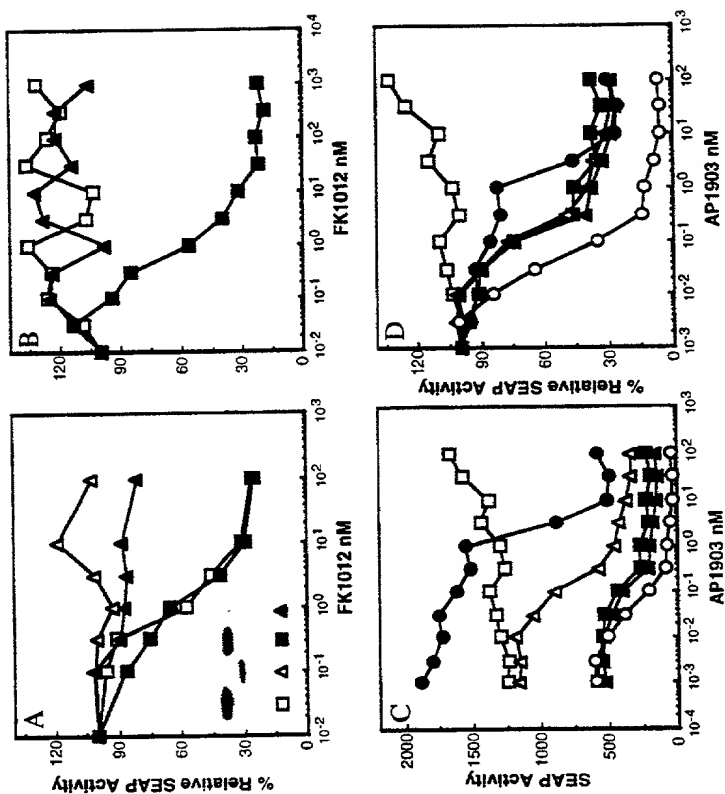 A
% Relative SEAP Activity
120
90
60
30
10⁻² 10⁻¹ 10⁰ 10¹ 10² 10³
FK1012 nM
B
120
90
60
30
0
10⁻² 10⁻¹ 10⁰ 10¹ 10² 10³
FK1012 nM
C
SEAP Activity
2000
1500
1000
500
0
10⁻⁴ 10⁻³ 10⁻² 10⁻¹ 10⁰ 10¹ 10² 10³
AP1903 nM
D
% Relative SEAP Activity
120
90
60
30
0
10⁻³ 10⁻² 10⁻¹ 10⁰ 10¹ 10² 10³
AP1903 nM